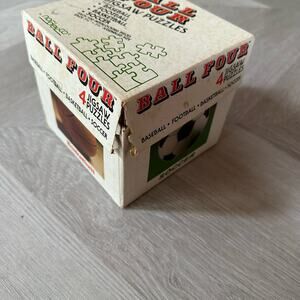 BALL
FOUR
JIGSAW
PUZZLES
BALL FOUR
4 JIGSAW
PUZZLES
BASEBALL • FOOTBALL
• BASKETBALL • SOCCER
BALL FOUR
4 JIGSAW
PUZZLES
BASEBALL • FOOTBALL • BASKETBALL • SOCCER
SOCCER